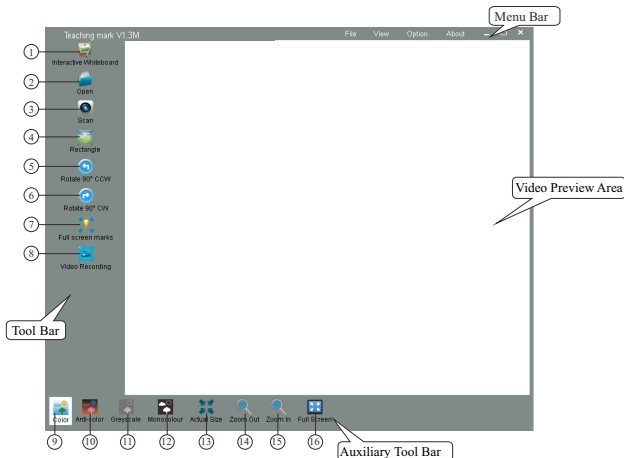 Menu Bar
Teaching mark V1.3M
File View Option About
1
Interactive Whiteboard
2
Open
3
Scan
4
Rectangle
5
Rotate 90° CCW
6
Rotate 90° CW
Video Preview Area
7
Full screen marks
8
Video Recording
Tool Bar
Color Anti-color Greyscale Monocolour Actual Size Zoom Out Zoom In Full Screen
9 10 11 12 13 14 15 16
Auxiliary Tool Bar